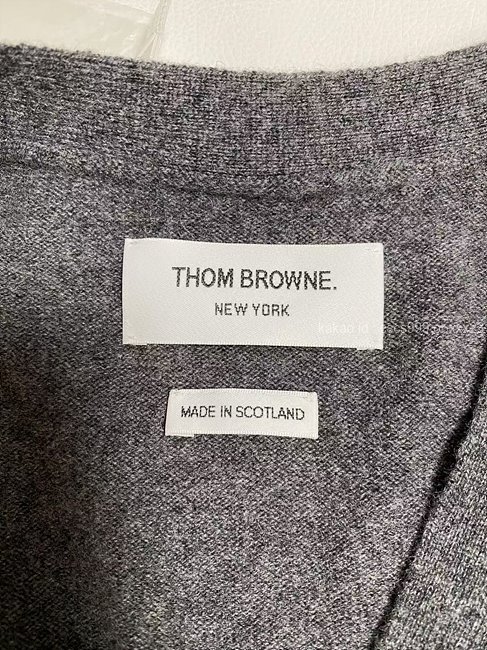 THOM BROWNE.
NEW YORK
kakao id
MADE IN SCOTLAND